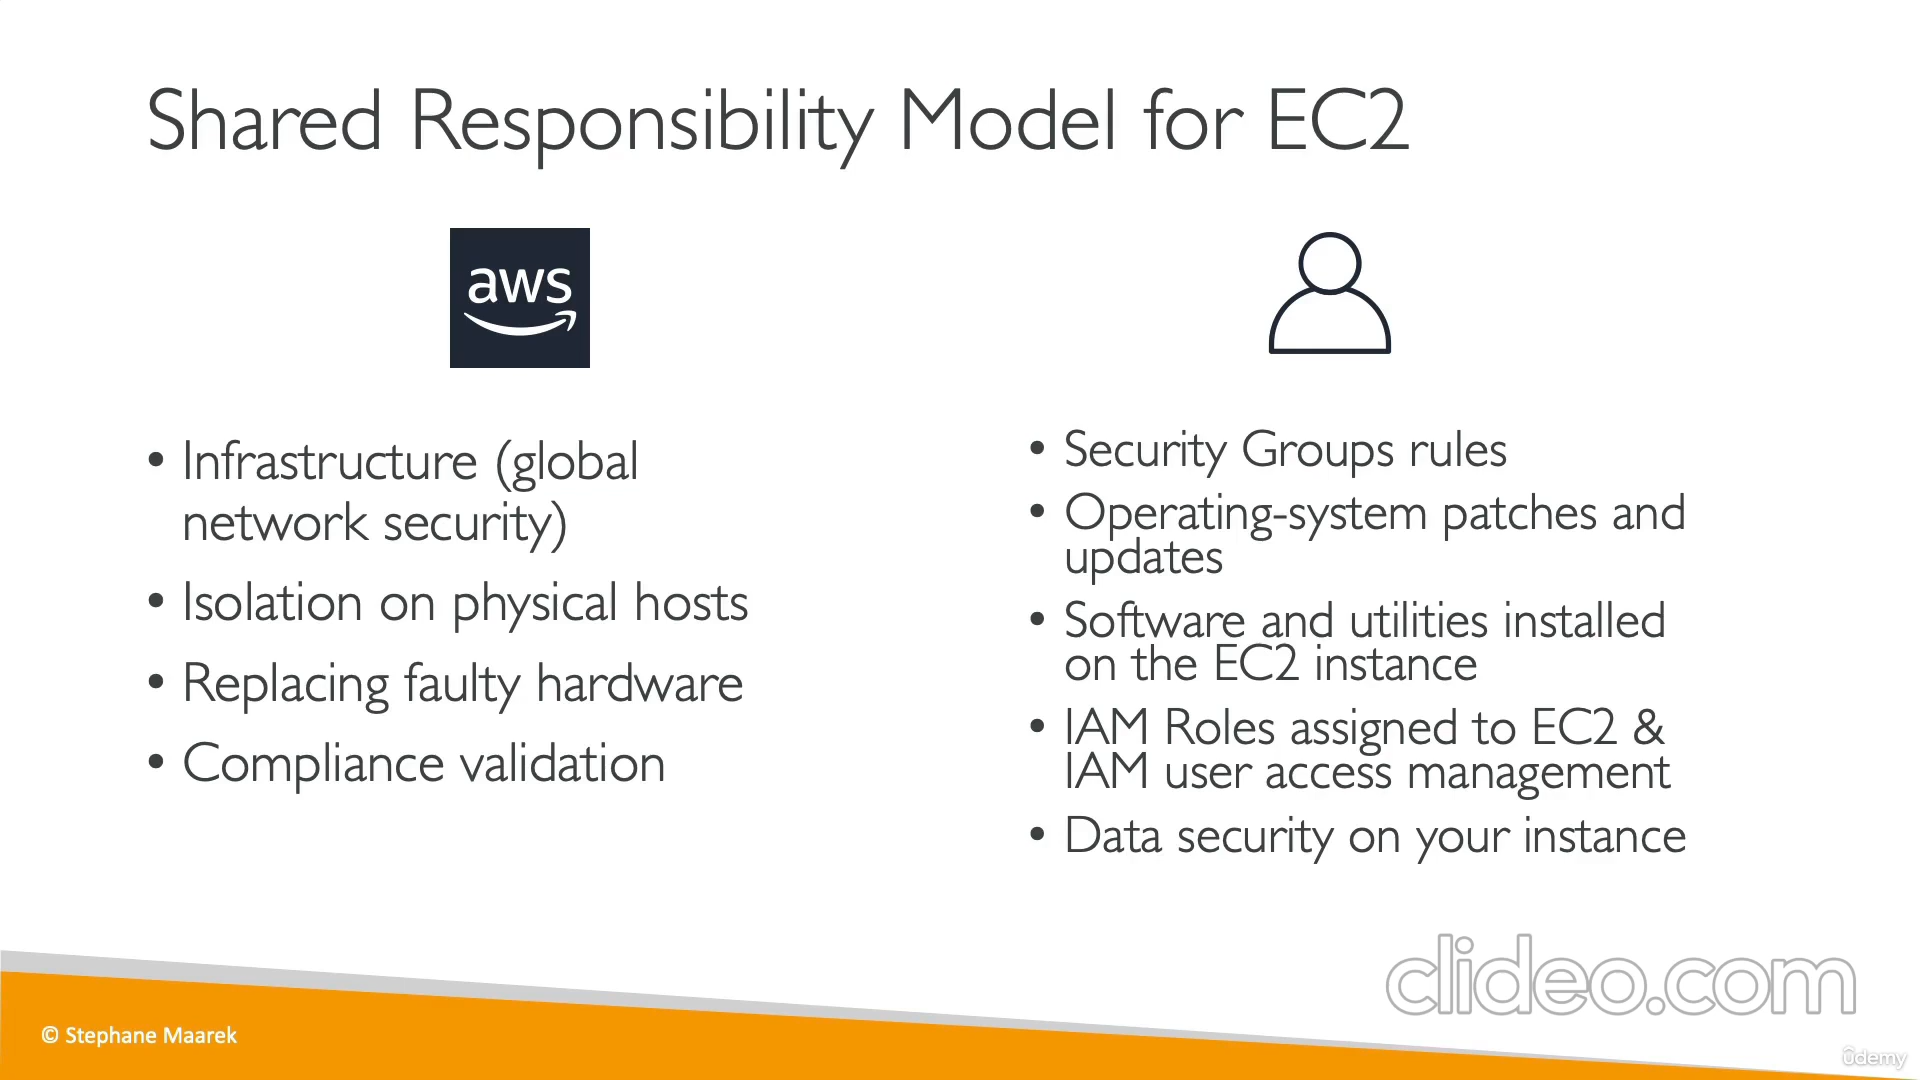 Shared Responsibility Model for EC2
aws
• Infrastructure (global
network security)
• Isolation on physical hosts
• Replacing faulty hardware
• Compliance validation
• Security Groups rules
• Operating-system patches and
updates
• Software and utilities installed
on the EC2 instance
• IAM Roles assigned to EC2 &
IAM user access management
• Data security on your instance
clideo.com
© Stephane Maarek
ûdemy